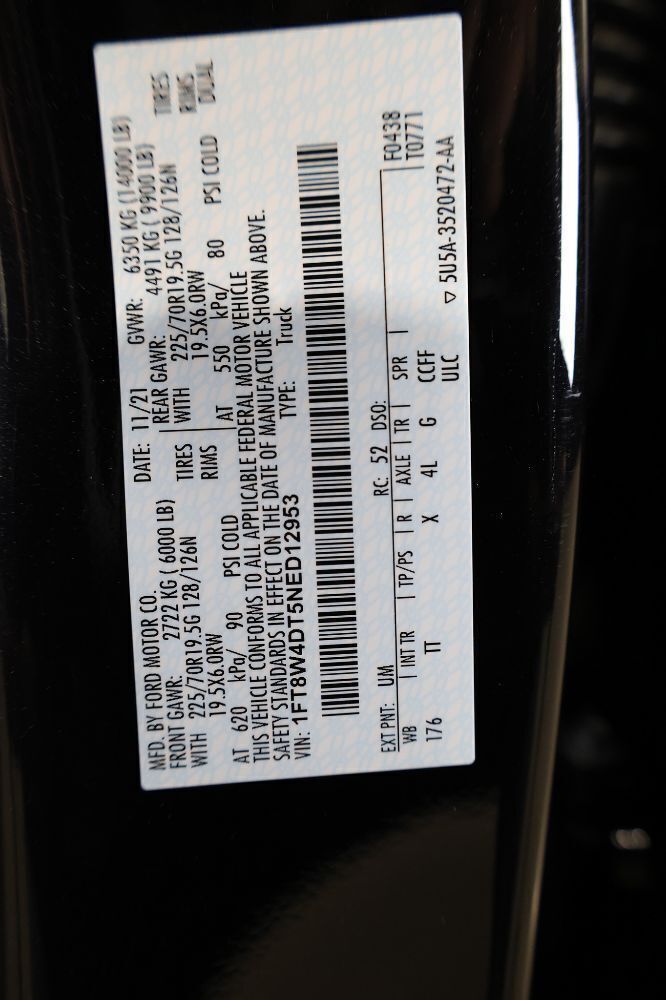 MFD. BY FORD MOTOR CO.
DATE: 11/21 GVWR: 6350 KG (14000 LB)
FRONT GAWR: 2722 KG ( 6000 LB) REAR GAWR: 4491 KG ( 9900 LB)
WITH 225/70R19.5G 128/126N TIRES WITH 225/70R19.5G 128/126N TIRES
19.5X6.0RW RIMS 19.5X6.0RW RIMS
AT 620 kPa/ 90 PSI COLD AT 550 kPa/ 80 PSI COLD DUAL
THIS VEHICLE CONFORMS TO ALL APPLICABLE FEDERAL MOTOR VEHICLE
SAFETY STANDARDS IN EFFECT ON THE DATE OF MANUFACTURE SHOWN ABOVE.
VIN: 1FT8W4DT5NED12953 TYPE: Truck
EXT PNT: UM RC: 52 DSO: F0438
WB INT TR TP/PS R AXLE TR SPR T0771
176 TT X 4L G CCFF
ULC ▽ 5U5A-3520472-AA